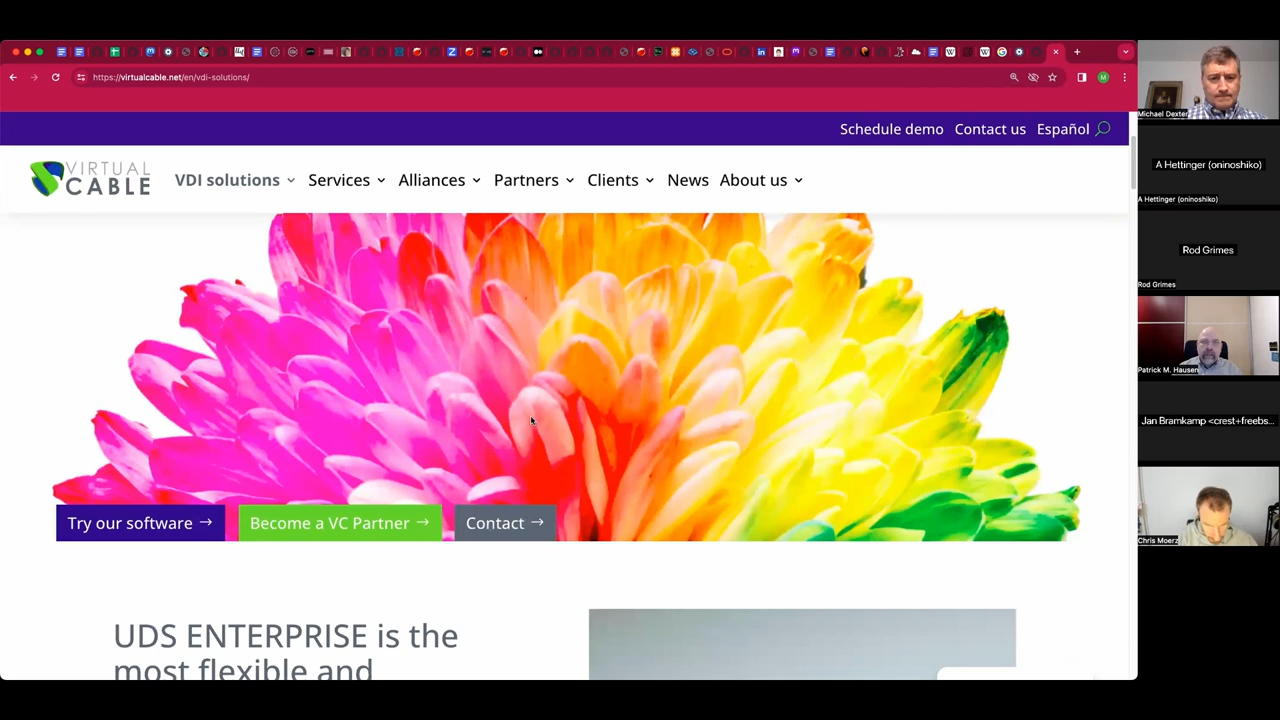 https://virtualcable.net/en/vdi-solutions/
M
Schedule demo Contact us Español
VIRTUAL
CABLE
VDI solutions Services Alliances Partners Clients News About us
Try our software → Become a VC Partner → Contact →
UDS ENTERPRISE is the
most flexible and
Michael Dexter
A Hettinger (oninoshiko)
A Hettinger (oninoshiko)
Rod Grimes
Rod Grimes
Patrick M. Hausen
Jan Bramkamp <crest+freebs...
Chris Moerz